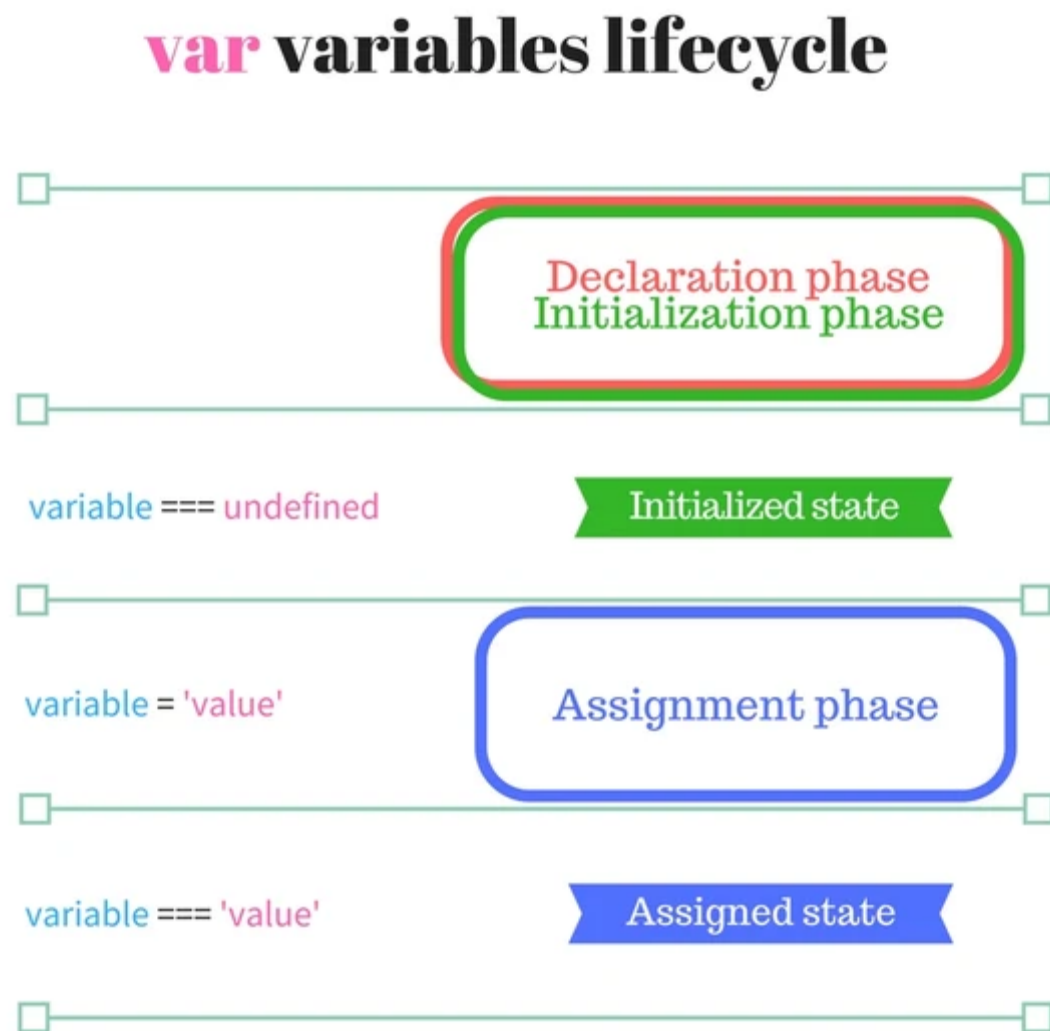 var variables lifecycle
Declaration phase
Initialization phase
variable === undefined
Initialized state
variable = 'value'
Assignment phase
variable === 'value'
Assigned state